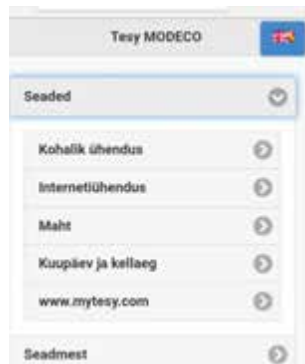 Tesy MODECO
Seaded
Kohalik ühendus
Internetiühendus
Maht
Kuupäev ja kellaeg
www.mytesy.com
Seadmest